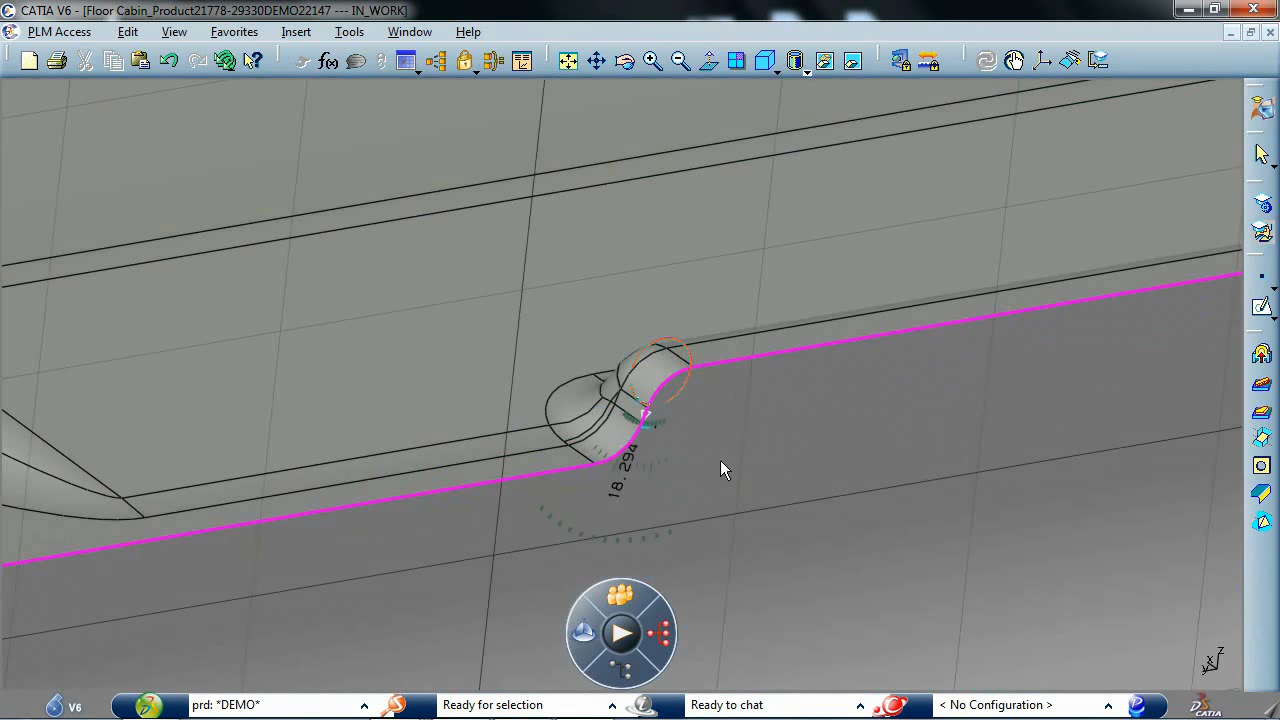 CATIA V6 - [Floor Cabin_Product21778-29330DEMO22147 --- IN_WORK]
PLM Access Edit View Favorites Insert Tools Window Help
f(x)
18.294
z
x
y
V6 prd: *DEMO* Ready for selection Ready to chat < No Configuration > CATIA